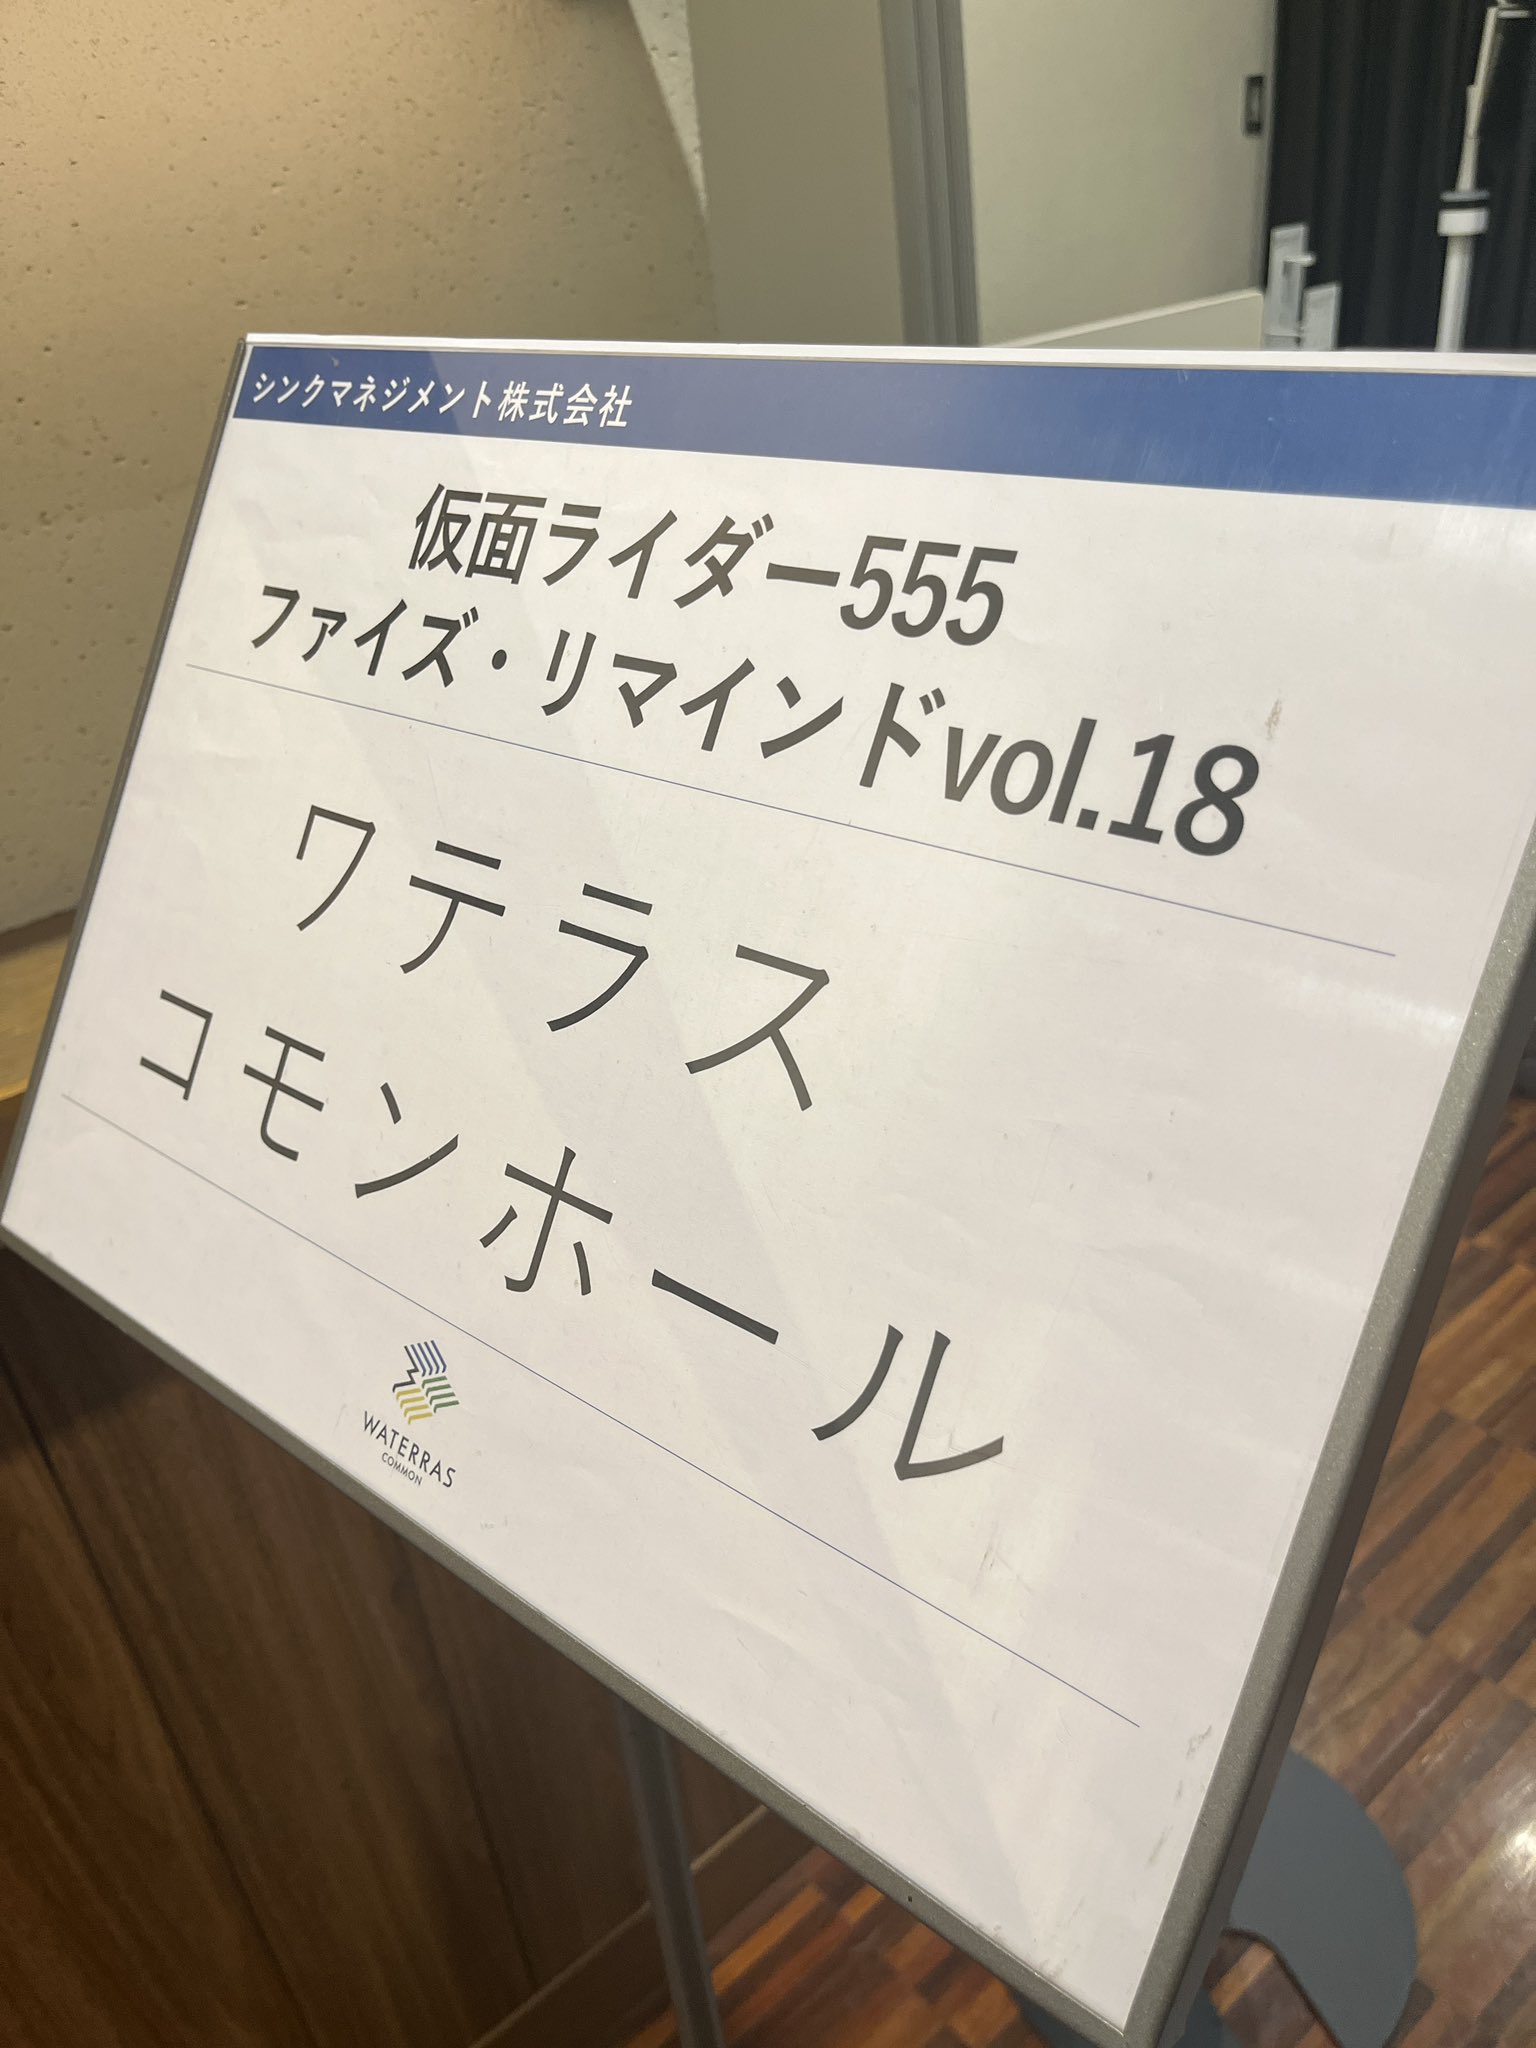 シンクマネジメント株式会社
仮面ライダー555
ファイズ・リマインドvol.18
ワテラス
コモンホール
WATERRAS
COMMON